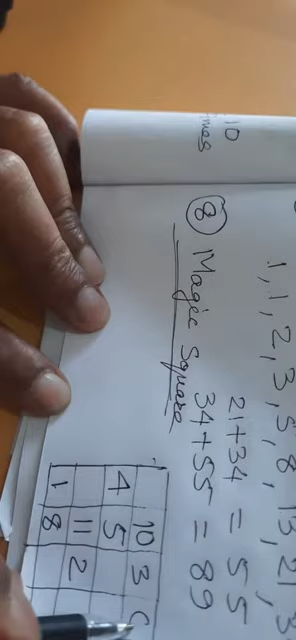 10
1, 1, 2, 3, 5, 8, 13, 21,
21+34 = 55
34+55 = 89
8 Magic Square
10 3
4 5
11 2
1 8